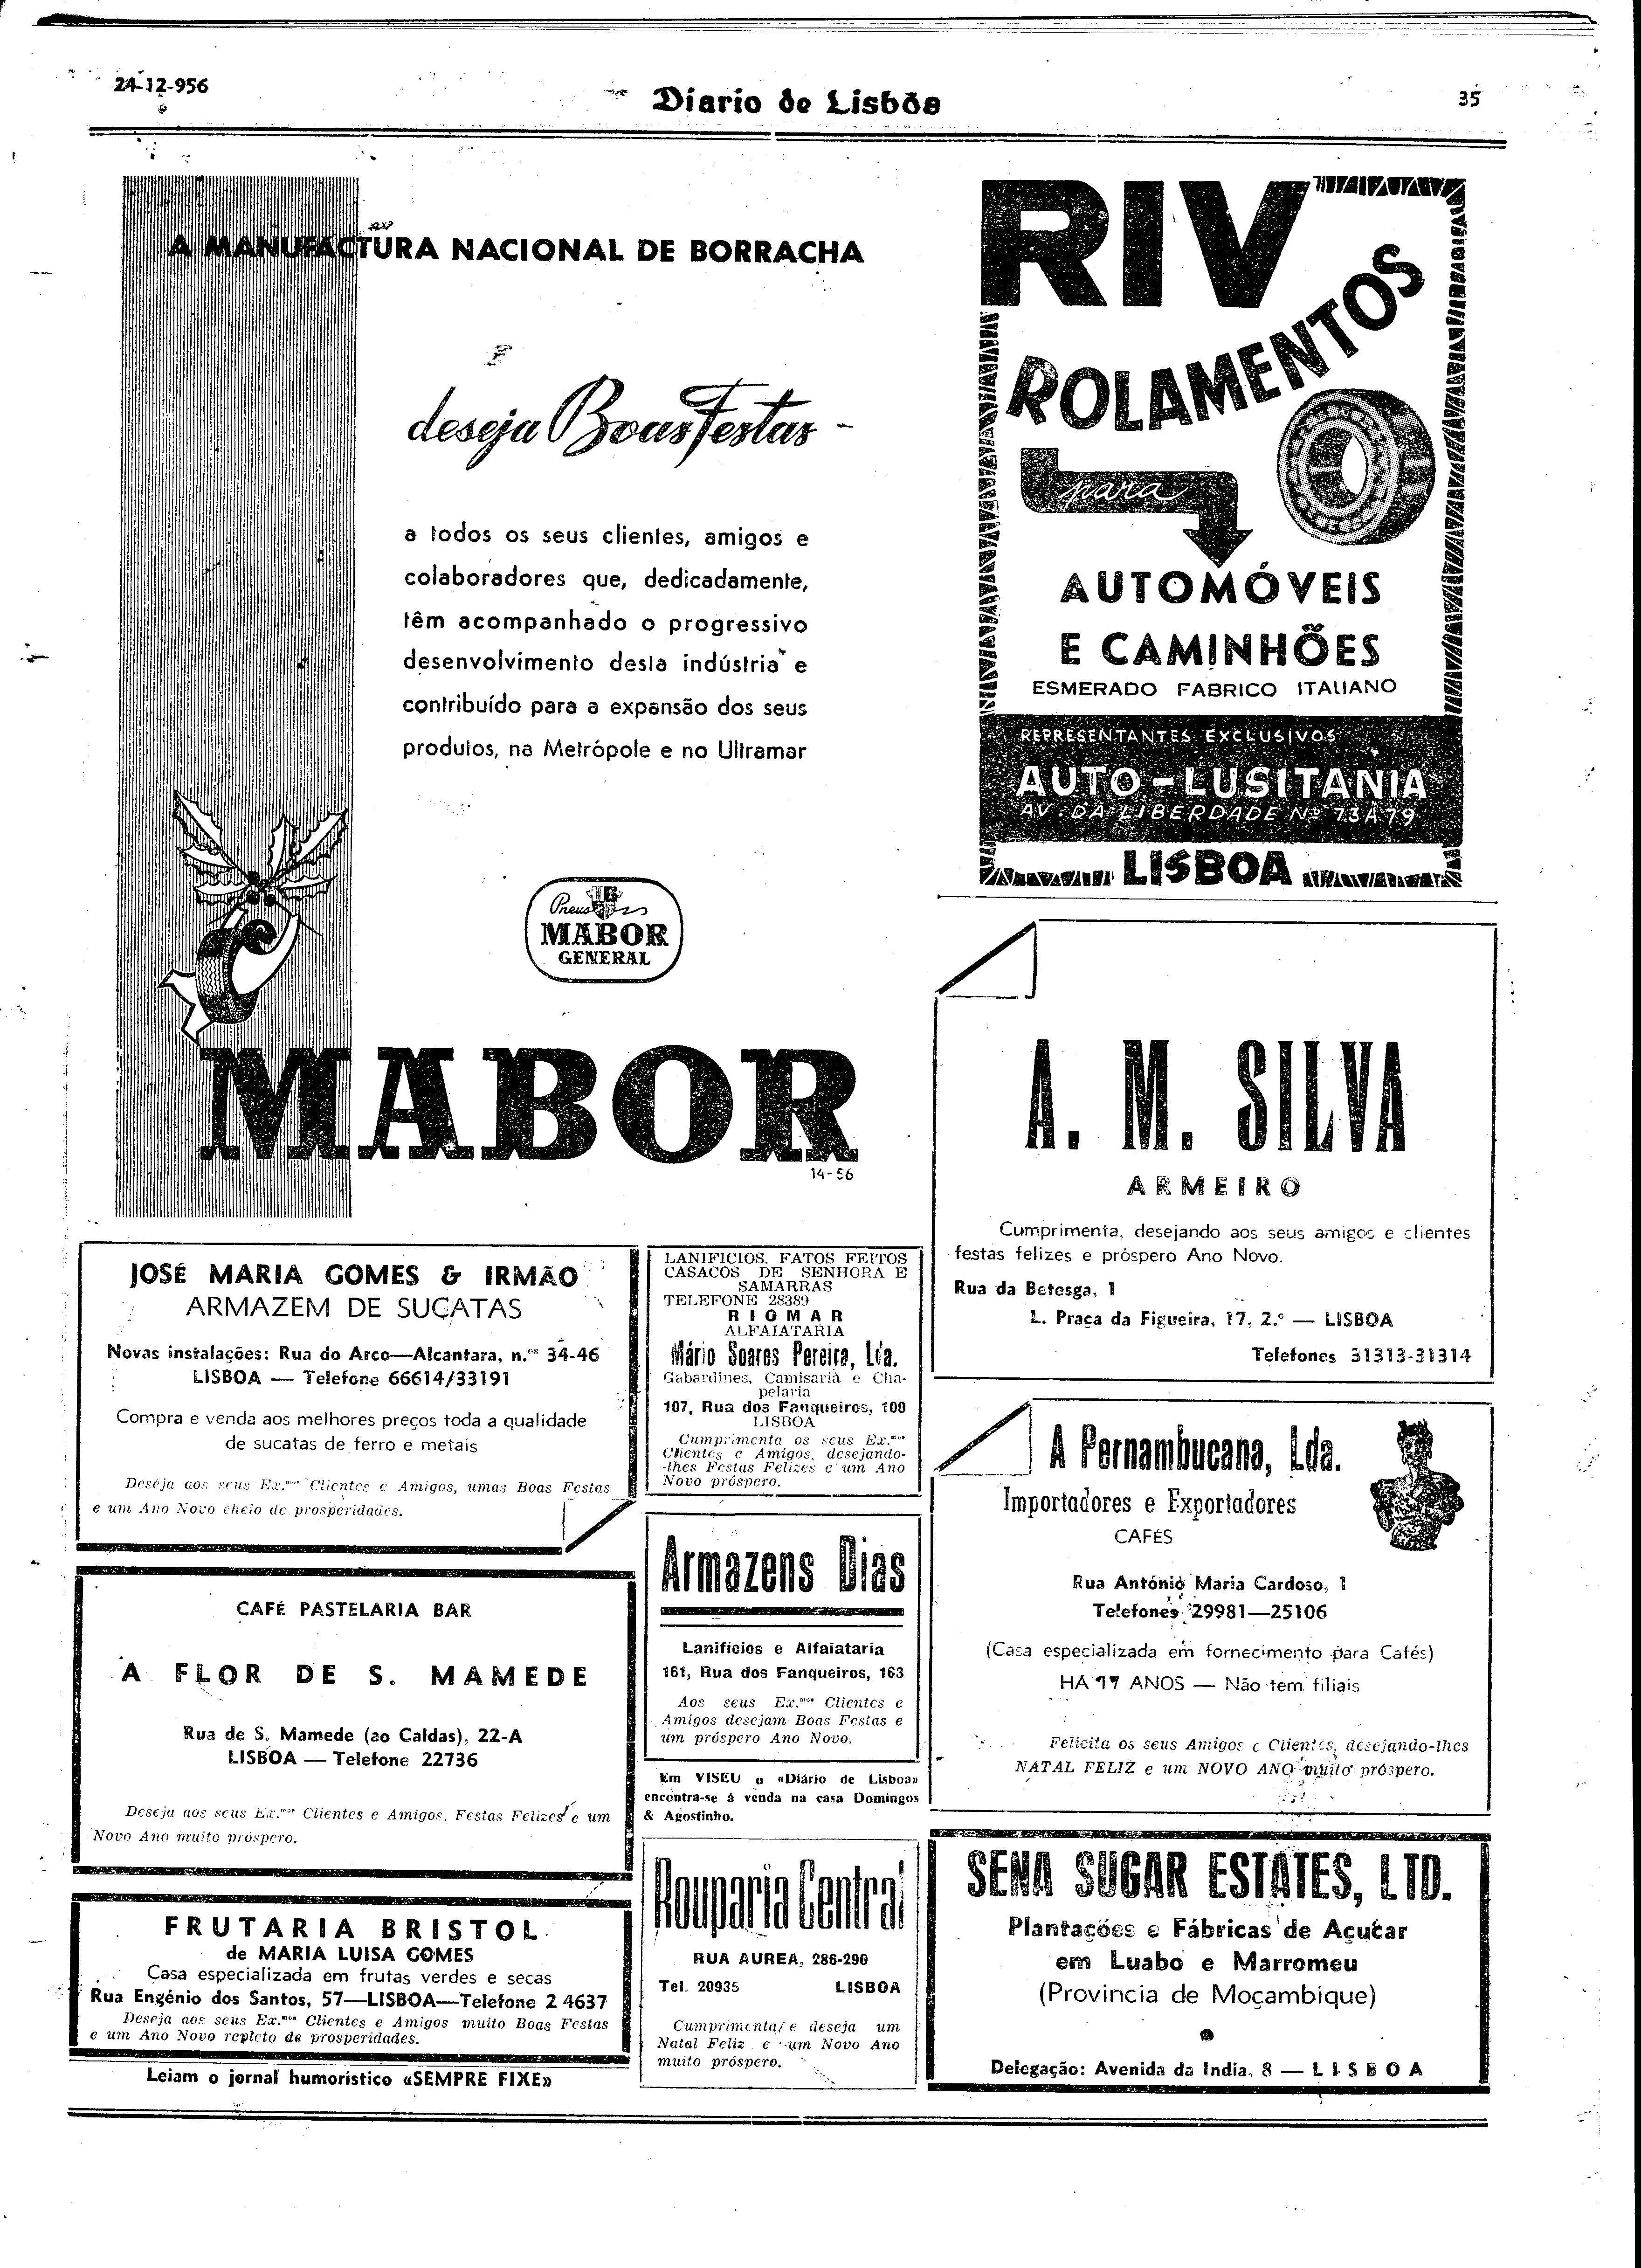 24-12-956
Diario de Lisbôa
35
A MANUFACTURA NACIONAL DE BORRACHA
deseja Boas Festas -
a todos os seus clientes, amigos e
colaboradores que, dedicadamente,
têm acompanhado o progressivo
desenvolvimento desta indústria e
contribuído para a expansão dos seus
produtos, na Metrópole e no Ultramar
Pneus
MABOR
GENERAL
MABOR
14-56
RIV
ROLAMENTOS
para
AUTOMÓVEIS
E CAMINHÕES
ESMERADO FABRICO ITALIANO
REPRESENTANTES EXCLUSIVOS
AUTO-LUSITANIA
AV. DA LIBERDADE Nº 73A79
LISBOA
A. M. SILVA
ARMEIRO
Cumprimenta, desejando aos seus amigos e clientes
festas felizes e próspero Ano Novo.
Rua da Betesga, 1
L. Praça da Figueira, 17, 2.º — LISBOA
Telefones 31313-31314
JOSÉ MARIA GOMES & IRMÃO
ARMAZEM DE SUCATAS
Novas instalações: Rua do Arco—Alcantara, n.os 34-46
LISBOA — Telefone 66614/33191
Compra e venda aos melhores preços toda a qualidade
de sucatas de ferro e metais
Deseja aos seus Ex.mos Clientes e Amigos, umas Boas Festas
e um Ano Novo cheio de prosperidades.
LANIFICIOS, FATOS FEITOS
CASACOS DE SENHORA E
SAMARRAS
TELEFONE 28389
RIOMAR
ALFAIATARIA
Mário Soares Pereira, Lda.
Gabardines, Camisaria e Cha-
pelaria
107, Rua dos Fanqueiros, 109
LISBOA
Cumprimenta os seus Ex.mos
Clientes e Amigos, desejando-
-lhes Festas Felizes e um Ano
Novo próspero.
A Pernambucana, Lda.
Importadores e Exportadores
CAFÉS
Rua António Maria Cardoso, 1
Telefones 29981—25106
(Casa especializada em fornecimento para Cafés)
HÁ 17 ANOS — Não tem filiais
Felicita os seus Amigos e Clientes, desejando-lhes
NATAL FELIZ e um NOVO ANO muito próspero.
CAFÉ PASTELARIA BAR
A FLOR DE S. MAMEDE
Rua de S. Mamede (ao Caldas), 22-A
LISBOA — Telefone 22736
Deseja aos seus Ex.mos Clientes e Amigos, Festas Felizes e um
Novo Ano muito próspero.
Armazens Dias
Lanificios e Alfaiataria
161, Rua dos Fanqueiros, 163
Aos seus Ex.mos Clientes e
Amigos desejam Boas Festas e
um próspero Ano Novo.
Em VISEU o «Diário de Lisboa»
encontra-se á venda na casa Domingos
& Agostinho.
FRUTARIA BRISTOL
de MARIA LUISA GOMES
Casa especializada em frutas verdes e secas
Rua Engénio dos Santos, 57—LISBOA—Telefone 2 4637
Deseja aos seus Ex.mos Clientes e Amigos muito Boas Festas
e um Ano Novo repleto de prosperidades.
Leiam o jornal humorístico «SEMPRE FIXE»
Rouparia Central
RUA AUREA, 286-290
Tel. 20935 LISBOA
Cumprimenta e deseja um
Natal Feliz e um Novo Ano
muito próspero.
SENA SUGAR ESTATES, LTD.
Plantações e Fábricas de Açucar
em Luabo e Marromeu
(Provincia de Moçambique)
Delegação: Avenida da India, 8 — LISBOA